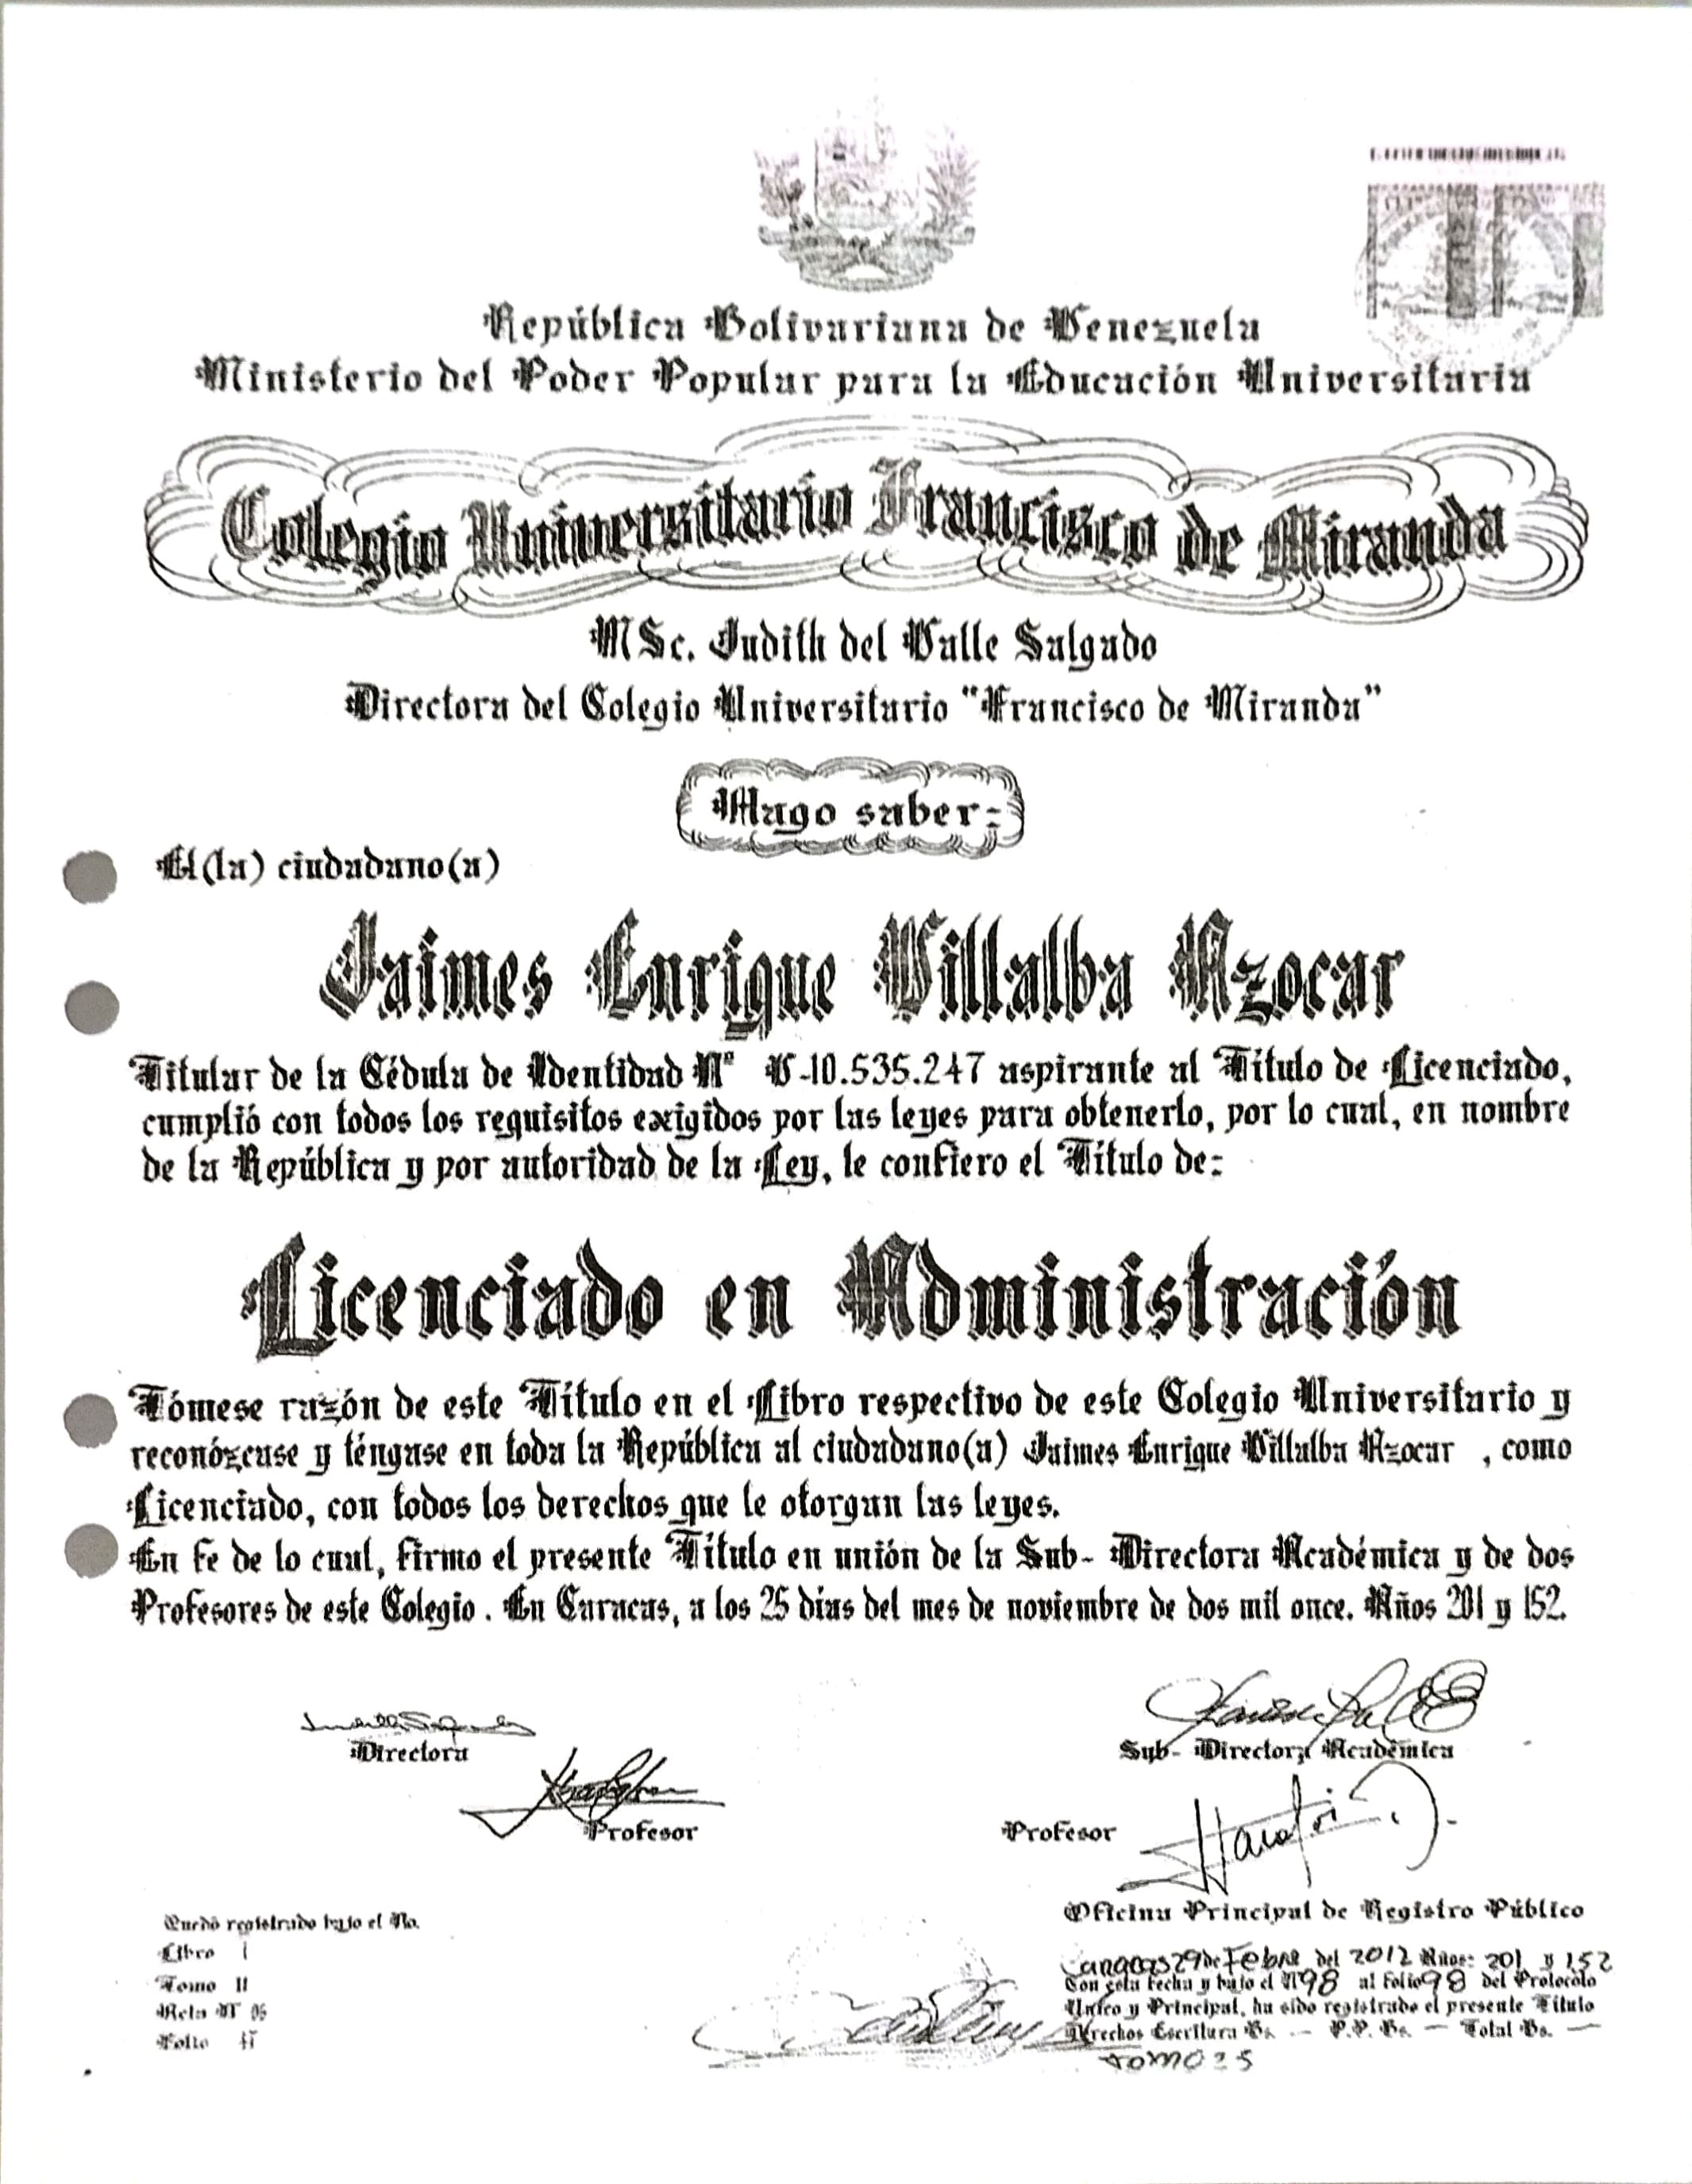 República Bolivariana de Venezuela
Ministerio del Poder Popular para la Educación Universitaria
Colegio Universitario Francisco de Miranda
MSc. Judith del Valle Salgado
Directora del Colegio Universitario "Francisco de Miranda"
Hago saber:
El(la) ciudadano(a)
Jaimes Enrique Villalba Azocar
Titular de la Cédula de Identidad N° V-10.535.247 aspirante al Título de Licenciado,
cumplió con todos los requisitos exigidos por las leyes para obtenerlo, por lo cual, en nombre
de la República y por autoridad de la Ley, le confiero el Título de:
Licenciado en Administración
Tómese razón de este Título en el Libro respectivo de este Colegio Universitario y
reconózcase y téngase en toda la República al ciudadano(a) Jaimes Enrique Villalba Azocar , como
Licenciado, con todos los derechos que le otorgan las leyes.
En fe de lo cual, firmo el presente Título en unión de la Sub- Directora Académica y de dos
Profesores de este Colegio. En Caracas, a los 25 días del mes de noviembre de dos mil once. Años 201 y 152.
Directora
Sub- Directora Académica
Profesor
Profesor
Quedó registrado bajo el No.
Libro I
Tomo II
Acta N°
Folio
Oficina Principal de Registro Público
Caracas 29 de Febre del 2012 Años: 201 y 152
Con esta fecha y bajo el N° 98 al Folio 98 del Protocolo
Único y Principal, ha sido registrado el presente Título
Derechos Escritura Bs. — P.P. Bs. — Total Bs. —
Tomo 25